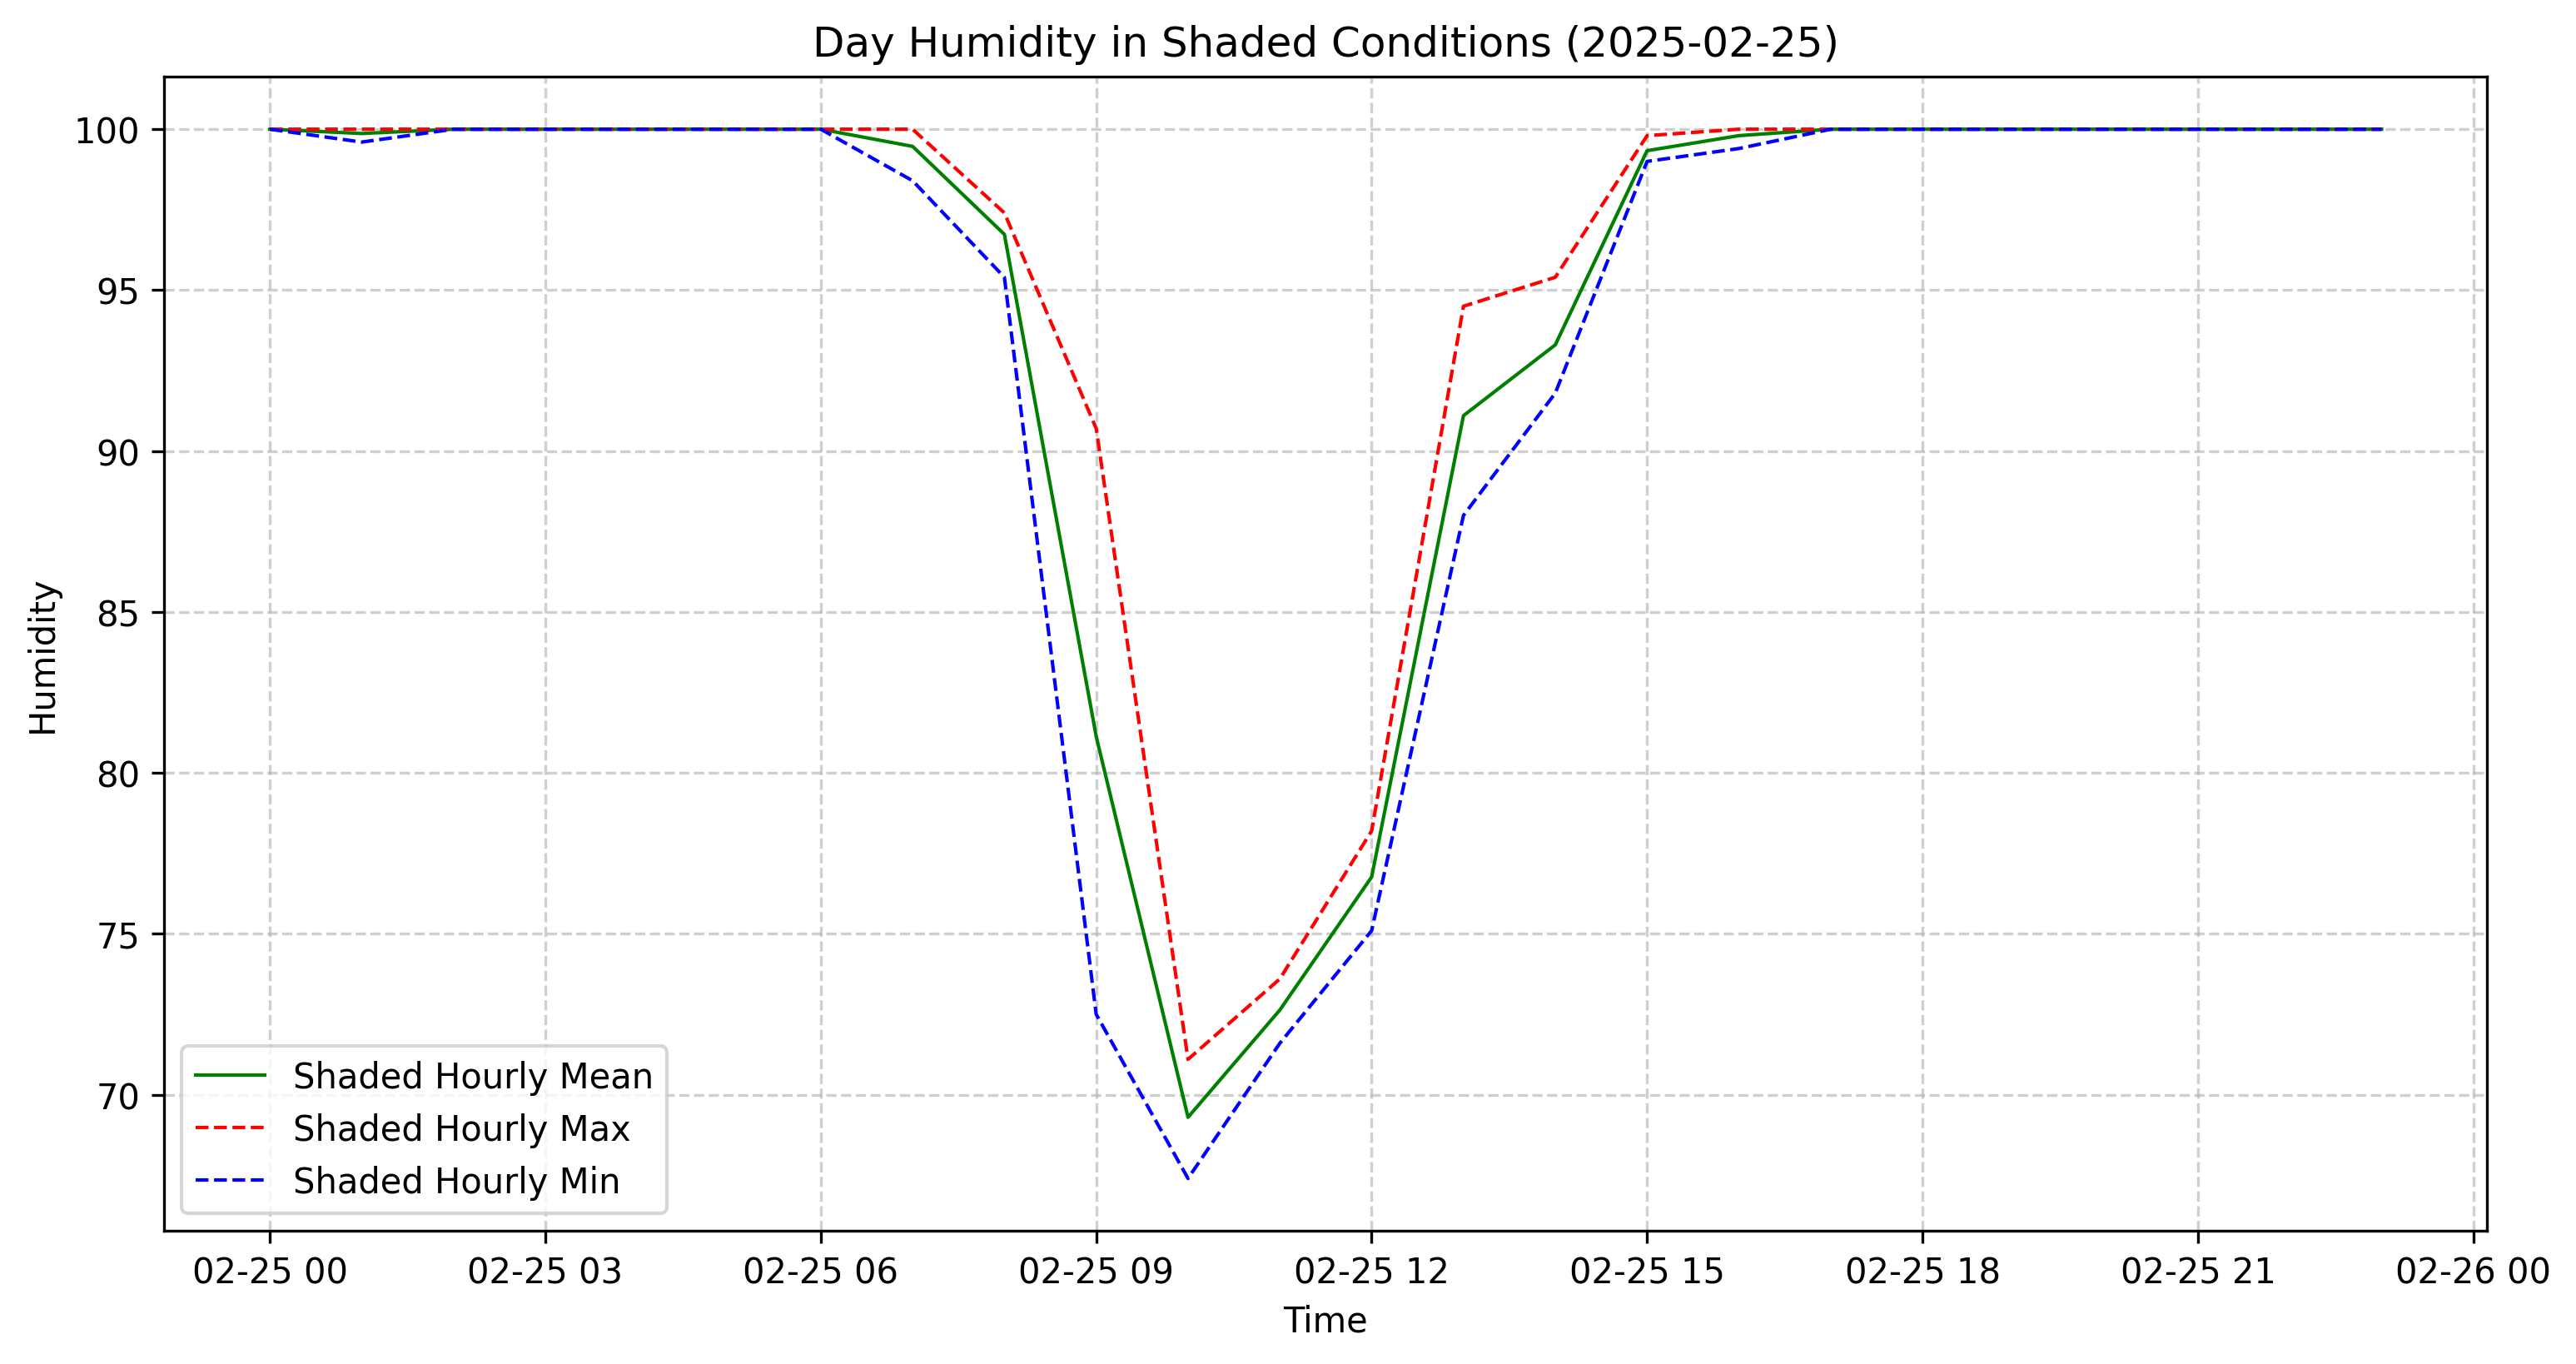 Day Humidity in Shaded Conditions (2025-02-25)
Humidity
100
95
90
85
80
75
70
Shaded Hourly Mean
Shaded Hourly Max
Shaded Hourly Min
02-25 00 02-25 03 02-25 06 02-25 09 02-25 12 02-25 15 02-25 18 02-25 21 02-26 00
Time